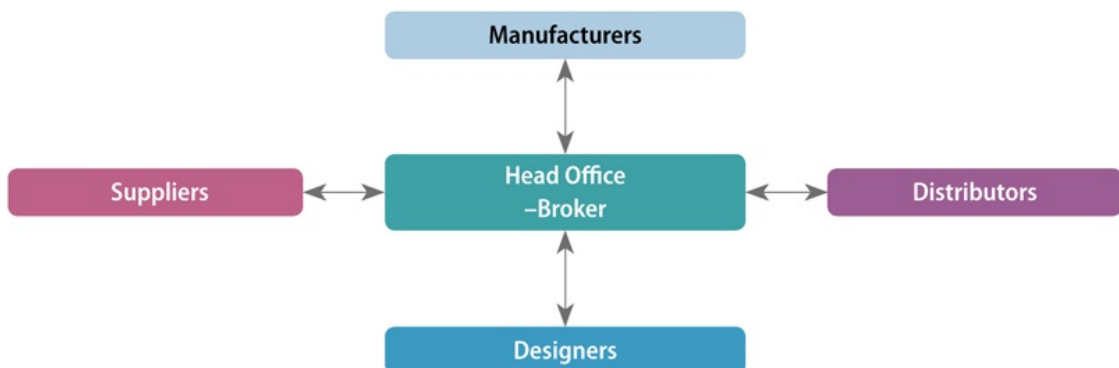 Manufacturers
Suppliers
Head Office
–Broker
Distributors
Designers